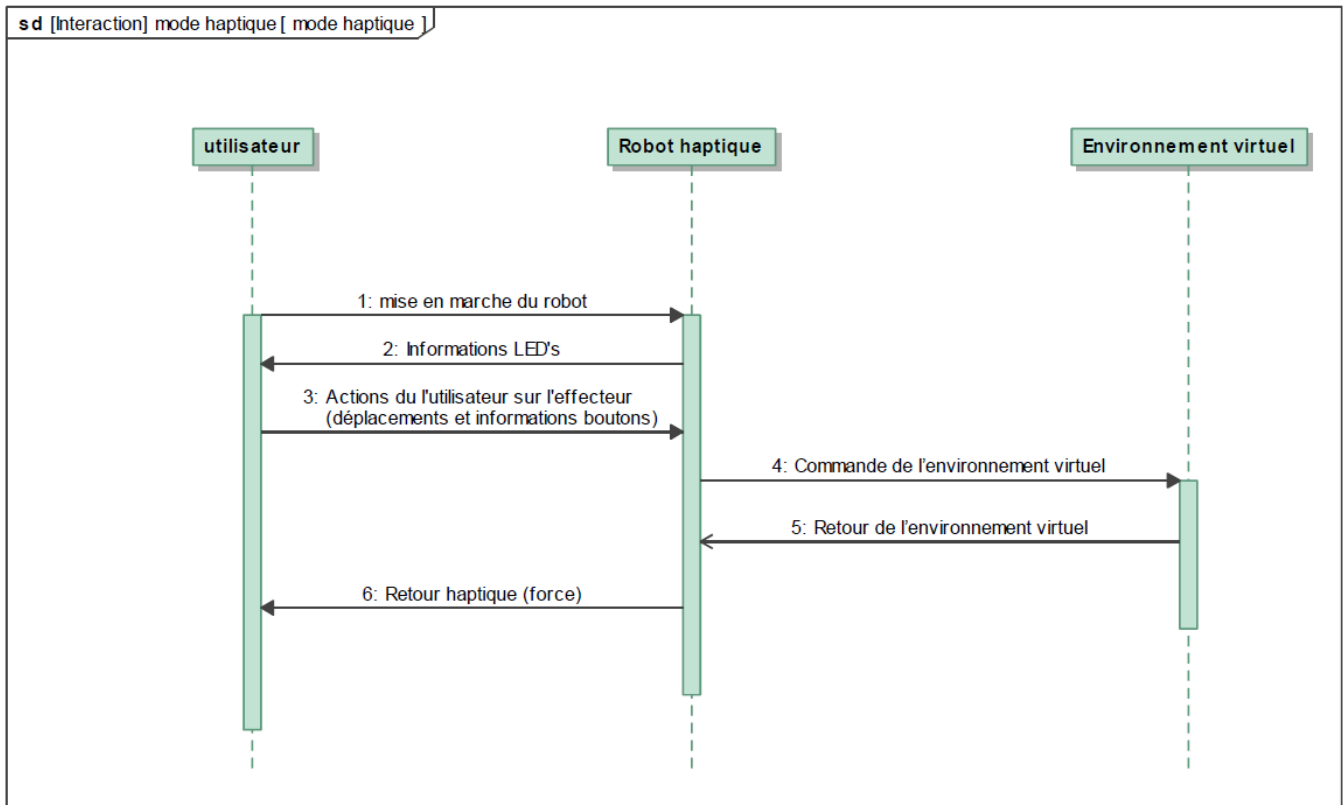 sd [Interaction] mode haptique [ mode haptique ]
utilisateur
Robot haptique
Environnement virtuel
1: mise en marche du robot
2: Informations LED's
3: Actions du l'utilisateur sur l'effecteur
(déplacements et informations boutons)
4: Commande de l’environnement virtuel
5: Retour de l’environnement virtuel
6: Retour haptique (force)